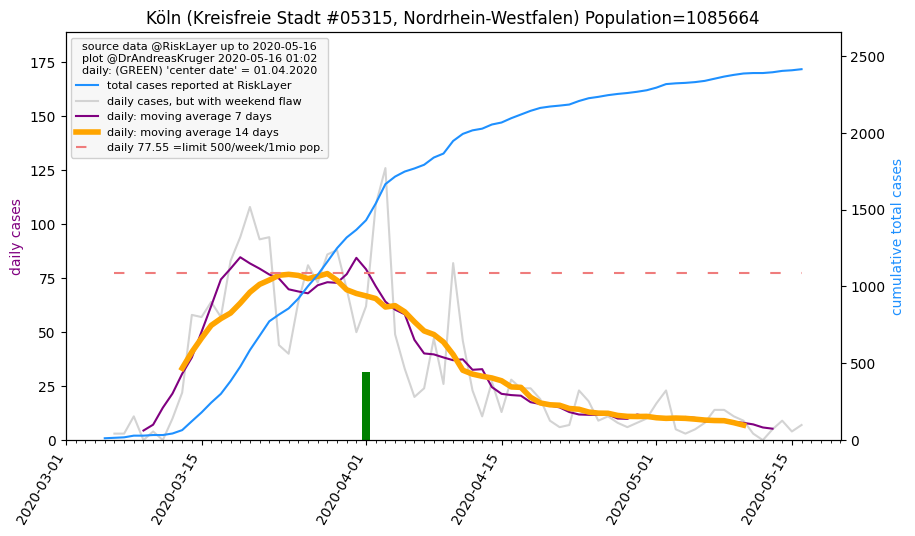 Köln (Kreisfreie Stadt #05315, Nordrhein-Westfalen) Population=1085664
source data @RiskLayer up to 2020-05-16
plot @DrAndreasKruger 2020-05-16 01:02
daily: (GREEN) 'center date' = 01.04.2020
total cases reported at RiskLayer
daily cases, but with weekend flaw
daily: moving average 7 days
daily: moving average 14 days
daily 77.55 =limit 500/week/1mio pop.
daily cases
175
150
125
100
75
50
25
0
cumulative total cases
2500
2000
1500
1000
500
0
2020-03-01
2020-03-15
2020-04-01
2020-04-15
2020-05-01
2020-05-15